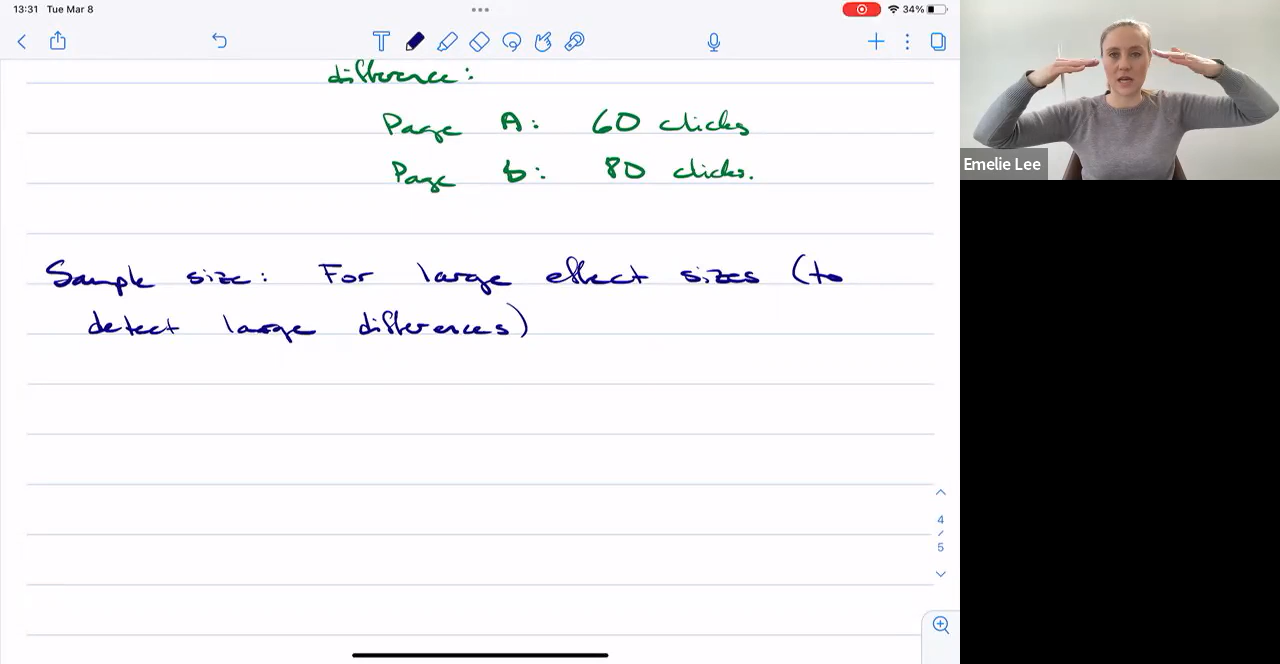 13:31 Tue Mar 8
34%
difference:
Page A: 60 clicks
Page b: 80 clicks.
Sample size: For large effect sizes (to
detect large differences)
4
/
5
Emelie Lee